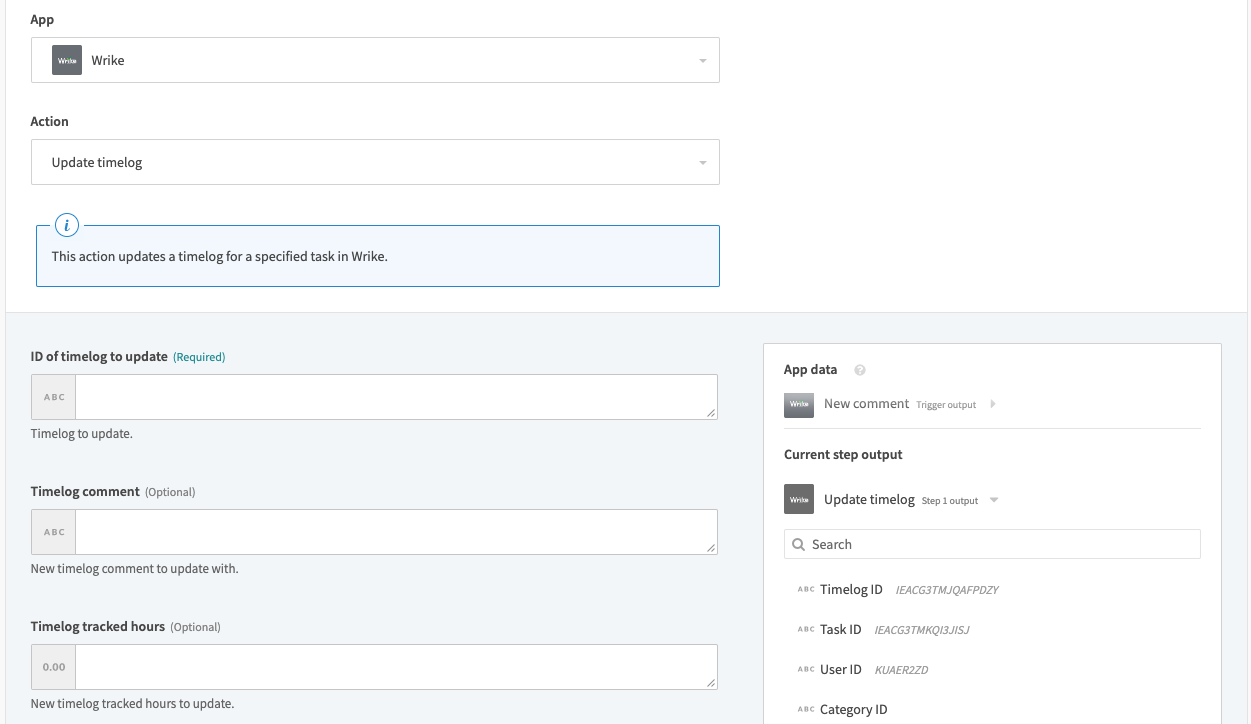 App
Wrike Wrike
Action
Update timelog
i
This action updates a timelog for a specified task in Wrike.
ID of timelog to update (Required)
ABC
Timelog to update.
Timelog comment (Optional)
ABC
New timelog comment to update with.
Timelog tracked hours (Optional)
0.00
New timelog tracked hours to update.
App data ?
Wrike New comment Trigger output
Current step output
Wrike Update timelog Step 1 output
Search
ABC Timelog ID IEACG3TMJQAFPDZY
ABC Task ID IEACG3TMKQI3JISJ
ABC User ID KUAER2ZD
ABC Category ID